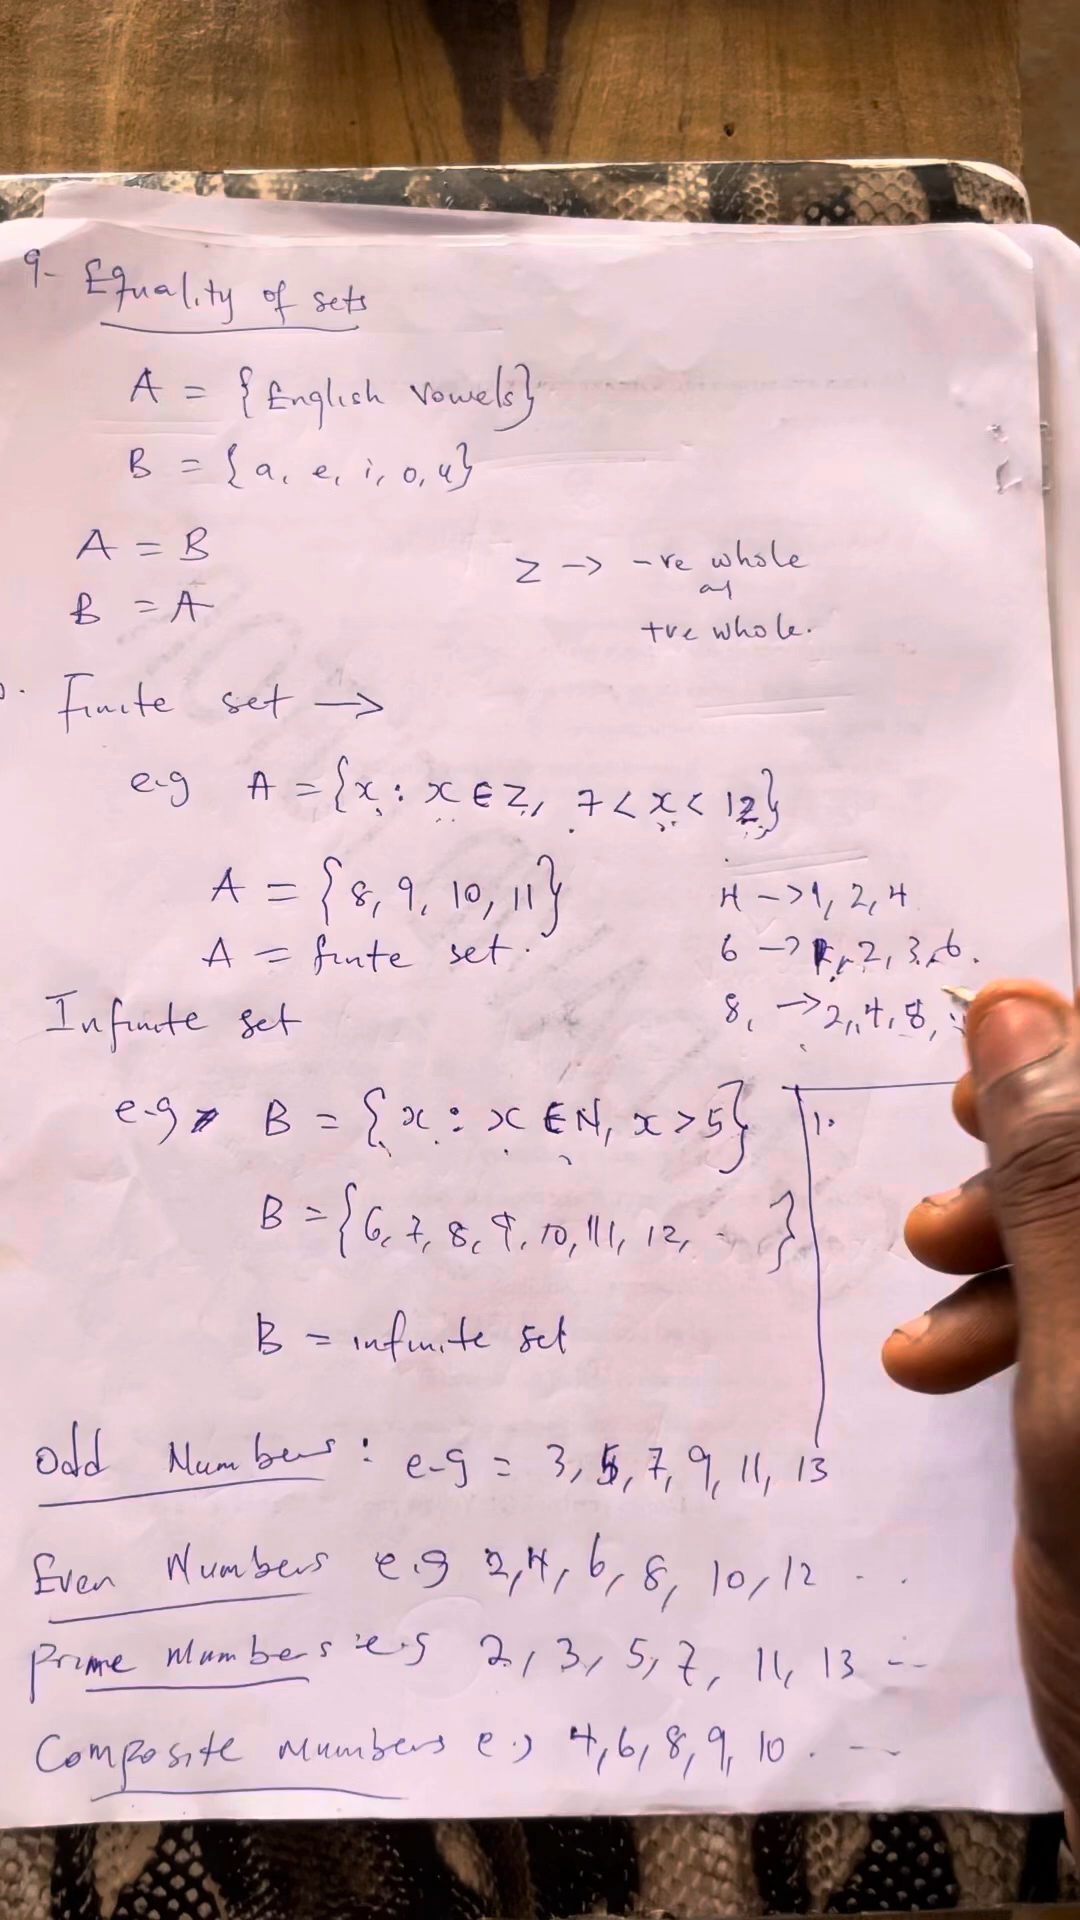 9- Equality of sets
A = {English Vowels}
B = {a, e, i, o, u}
A = B
B = A
Z → -ve whole
+ve whole.
Finite set →
e.g A = {x : x ∈ Z, 7 < x < 12}
A = {8, 9, 10, 11}
A = finte set.
4 → 1, 2, 4
6 → 1, 2, 3, 6.
8, → 2, 4, 8,
Infinite set
e.g B = {x : x ∈ N, x > 5}
1.
B = {6, 7, 8, 9, 10, 11, 12, - }
B = infinite set
Odd Numbers : e-g = 3, 5, 7, 9, 11, 13
Even Numbers e.g 2, 4, 6, 8, 10, 12 - -
Prime Numbers e.g 2, 3, 5, 7, 11, 13 --
Composite Numbers e.g 4, 6, 8, 9, 10 . --